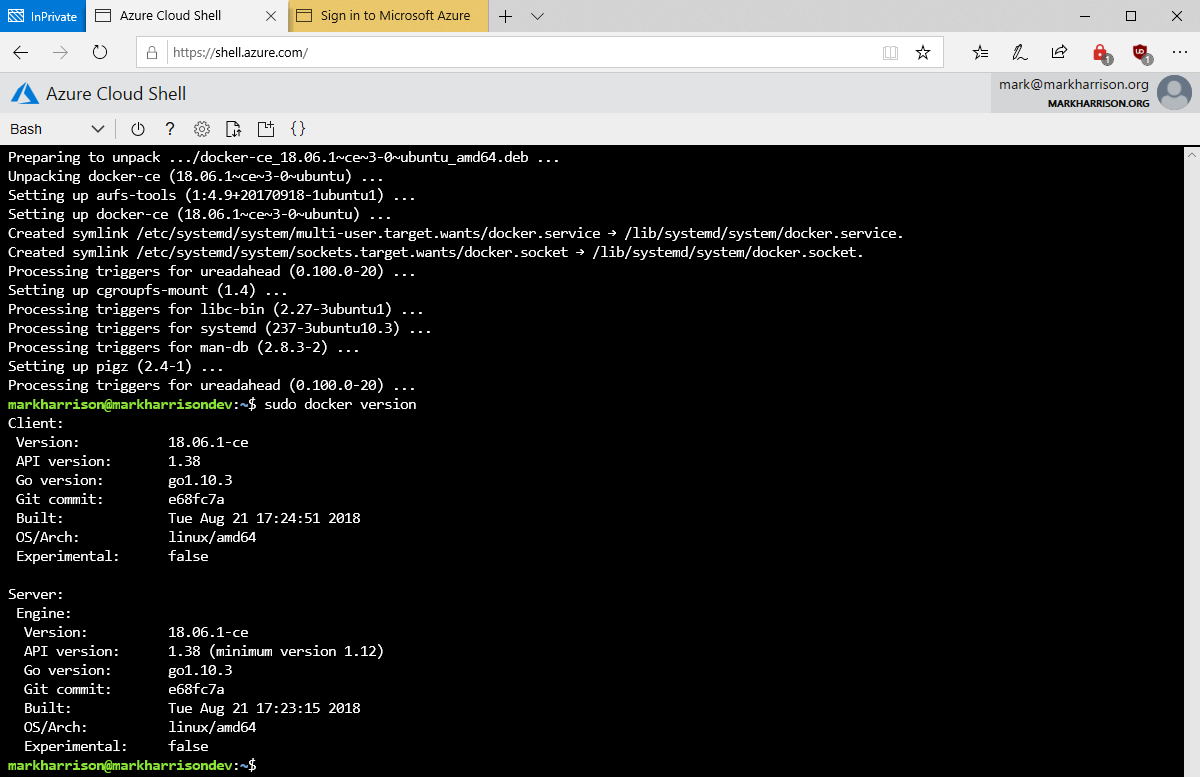 InPrivate
Azure Cloud Shell
Sign in to Microsoft Azure
https://shell.azure.com/
1
UD
1
Azure Cloud Shell
mark@markharrison.org
MARKHARRISON.ORG
Bash
?
{}
Preparing to unpack .../docker-ce_18.06.1~ce~3-0~ubuntu_amd64.deb ...
Unpacking docker-ce (18.06.1~ce~3-0~ubuntu) ...
Setting up aufs-tools (1:4.9+20170918-1ubuntu1) ...
Setting up docker-ce (18.06.1~ce~3-0~ubuntu) ...
Created symlink /etc/systemd/system/multi-user.target.wants/docker.service → /lib/systemd/system/docker.service.
Created symlink /etc/systemd/system/sockets.target.wants/docker.socket → /lib/systemd/system/docker.socket.
Processing triggers for ureadahead (0.100.0-20) ...
Setting up cgroupfs-mount (1.4) ...
Processing triggers for libc-bin (2.27-3ubuntu1) ...
Processing triggers for systemd (237-3ubuntu10.3) ...
Processing triggers for man-db (2.8.3-2) ...
Setting up pigz (2.4-1) ...
Processing triggers for ureadahead (0.100.0-20) ...
markharrison@markharrisondev:~$ sudo docker version
Client:
 Version:           18.06.1-ce
 API version:       1.38
 Go version:        go1.10.3
 Git commit:        e68fc7a
 Built:             Tue Aug 21 17:24:51 2018
 OS/Arch:           linux/amd64
 Experimental:      false

Server:
 Engine:
  Version:          18.06.1-ce
  API version:      1.38 (minimum version 1.12)
  Go version:       go1.10.3
  Git commit:       e68fc7a
  Built:            Tue Aug 21 17:23:15 2018
  OS/Arch:          linux/amd64
  Experimental:     false
markharrison@markharrisondev:~$